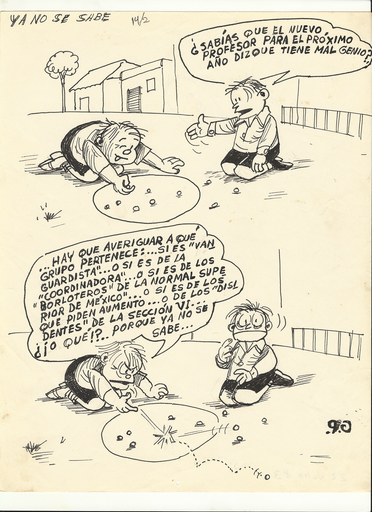 YA NO SE SABE
14/2
¿SABÍAS QUE EL NUEVO
PROFESOR PARA EL PRÓXIMO
AÑO DIZQUE TIENE MAL GENIO?
...HAY QUE AVERIGUAR A QUÉ
GRUPO PERTENECE:...SI ES "VAN
GUARDISTA"...O SI ES DE LA
"COORDINADORA"...O SI ES DE LOS
"BORLOTEROS" DE LA NORMAL SUPE
RIOR DE MÉXICO"...O SI ES DE LOS
QUE PIDEN AUMENTO...O DE LOS "DISI
DENTES" DE LA SECCIÓN VI...
¿¡O QUÉ!?..PORQUE YA NO SE
SABE...